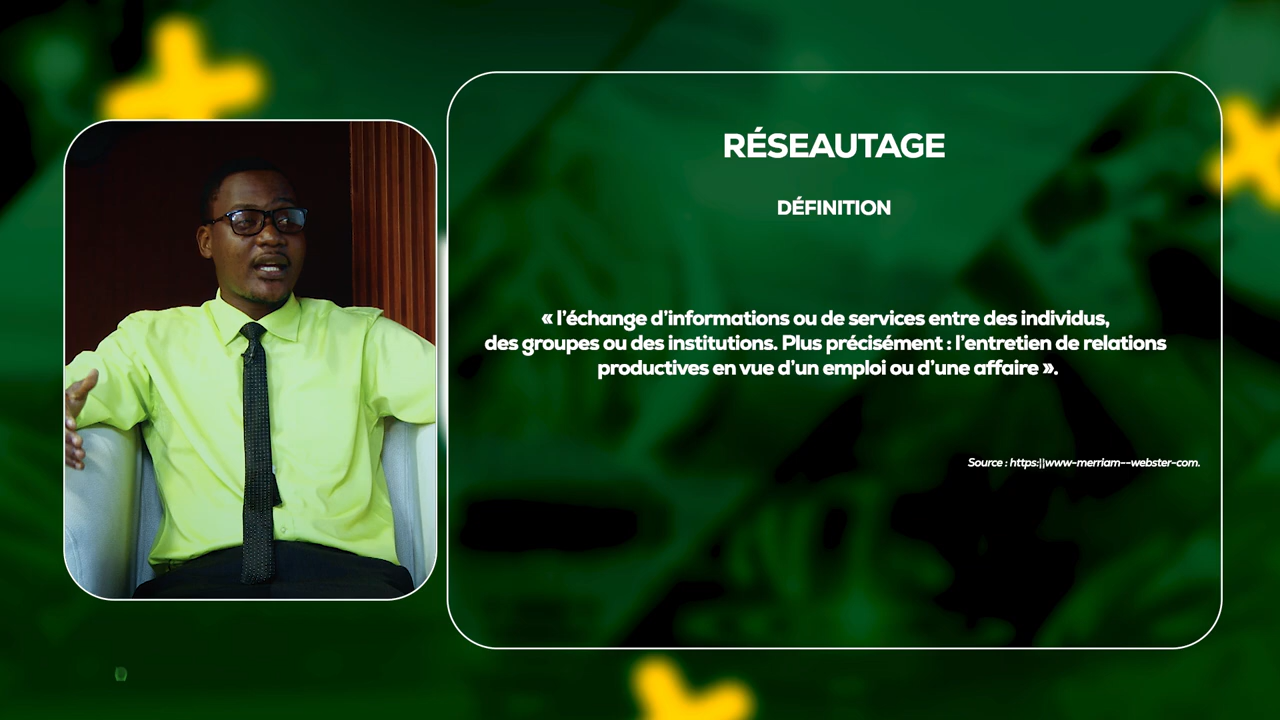 RÉSEAUTAGE
DÉFINITION
« l'échange d'informations ou de services entre des individus,
des groupes ou des institutions. Plus précisément : l'entretien de relations
productives en vue d'un emploi ou d'une affaire ».
Source : https:||www-merriam--webster-com.